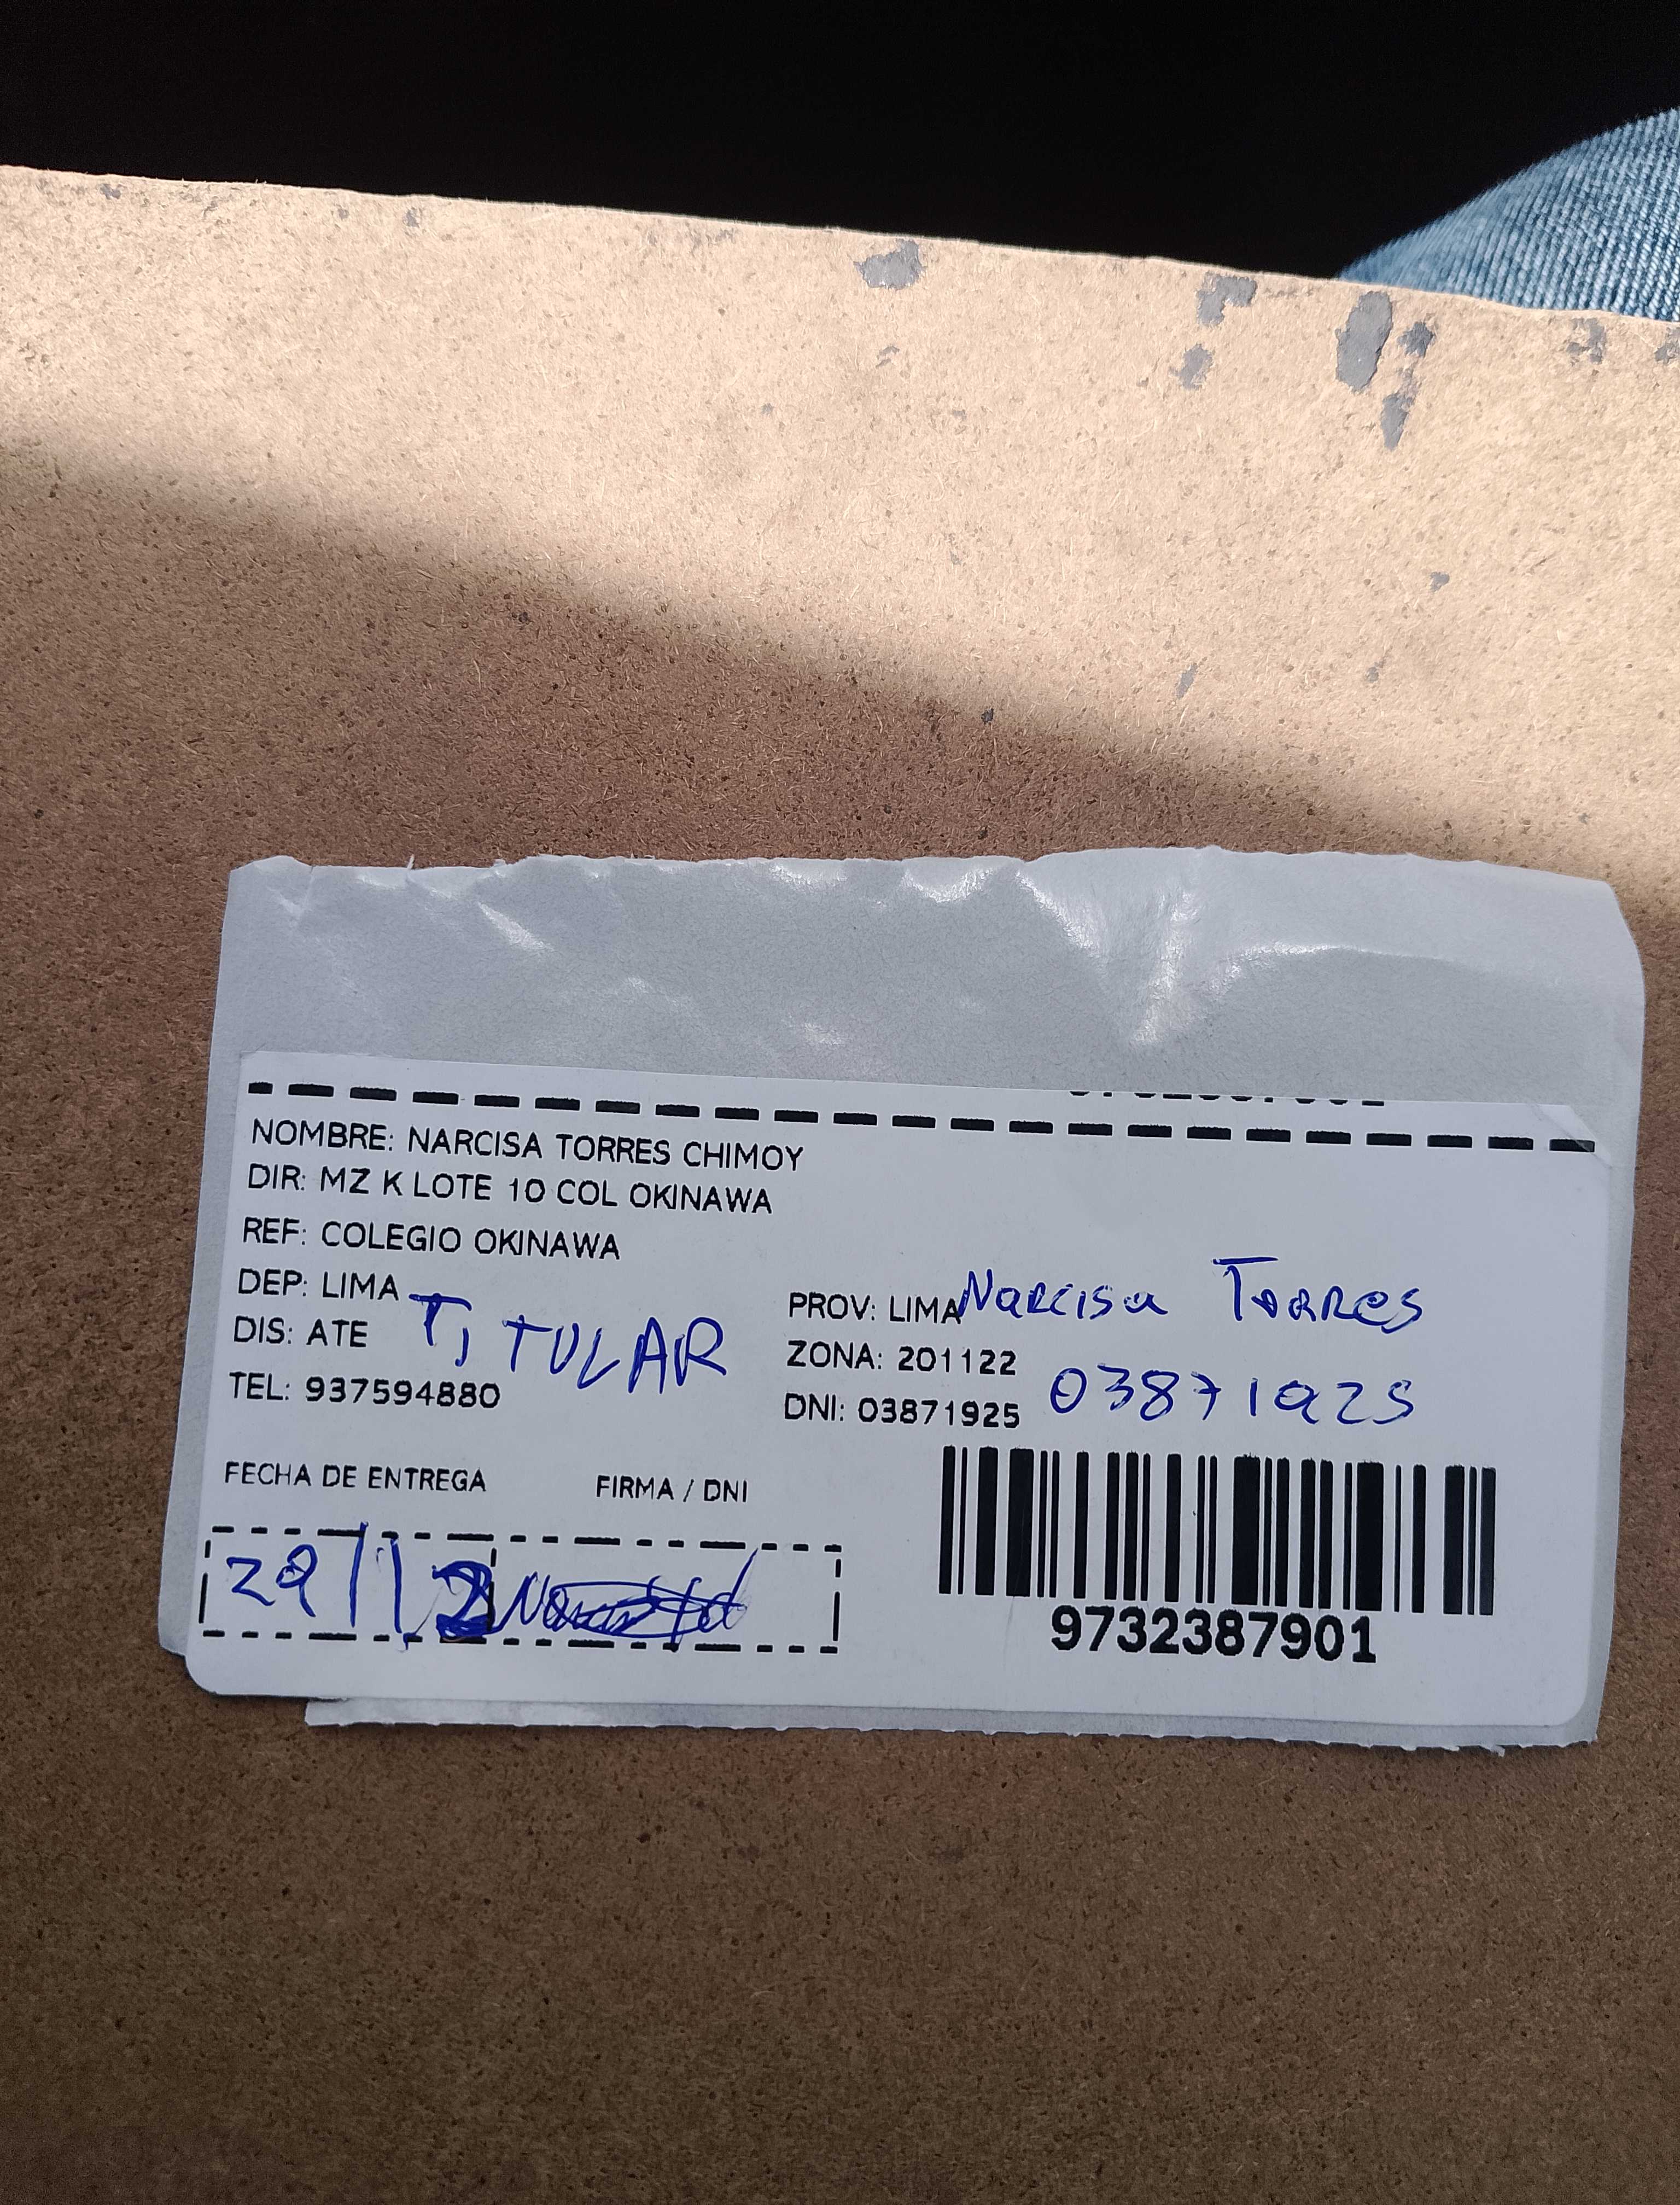 NOMBRE: NARCISA TORRES CHIMOY
DIR: MZ K LOTE 10 COL OKINAWA
REF: COLEGIO OKINAWA
DEP: LIMA
PROV: LIMA Narcisa Torres
DIS: ATE TITULAR
ZONA: 201122
TEL: 937594880
DNI: 03871925 03871925
FECHA DE ENTREGA FIRMA / DNI
29/12
9732387901